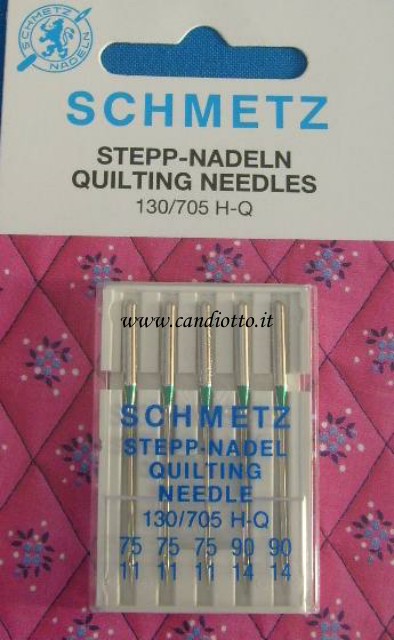 SCHMETZ
NADELN
SCHMETZ
STEPP-NADELN
QUILTING NEEDLES
130/705 H-Q
www.candiotto.it
SCHMETZ
STEPP-NADEL
QUILTING
NEEDLE
130/705 H-Q
75 75 75 90 90
11 11 11 14 14